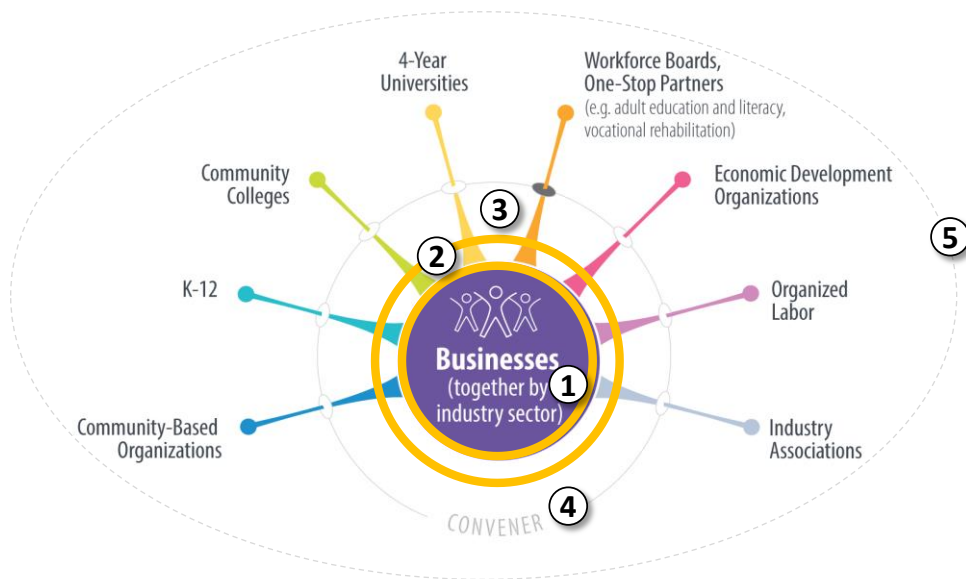 4-Year
Universities
Workforce Boards,
One-Stop Partners
(e.g. adult education and literacy,
vocational rehabilitation)
Community
Colleges
Economic Development
Organizations
3
5
2
K-12
Organized
Labor
Businesses
(together by
industry sector)
1
Community-Based
Organizations
Industry
Associations
4
CONVENER